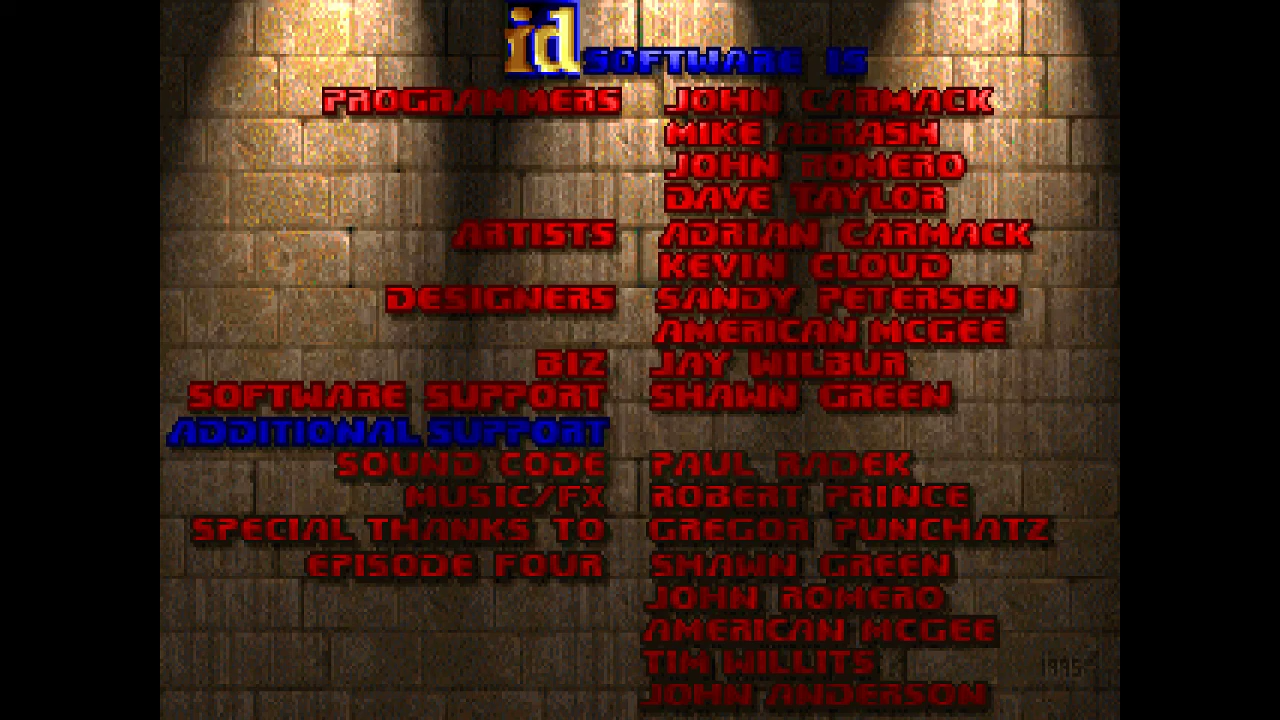 id SOFTWARE IS
PROGRAMMERS JOHN CARMACK
MIKE ABRASH
JOHN ROMERO
DAVE TAYLOR
ARTISTS ADRIAN CARMACK
KEVIN CLOUD
DESIGNERS SANDY PETERSEN
AMERICAN MCGEE
BIZ JAY WILBUR
SOFTWARE SUPPORT SHAWN GREEN
ADDITIONAL SUPPORT
SOUND CODE PAUL RADEK
MUSIC/FX ROBERT PRINCE
SPECIAL THANKS TO GREGOR PUNCHATZ
EPISODE FOUR SHAWN GREEN
JOHN ROMERO
AMERICAN MCGEE
TIM WILLITS
1995
JOHN ANDERSON